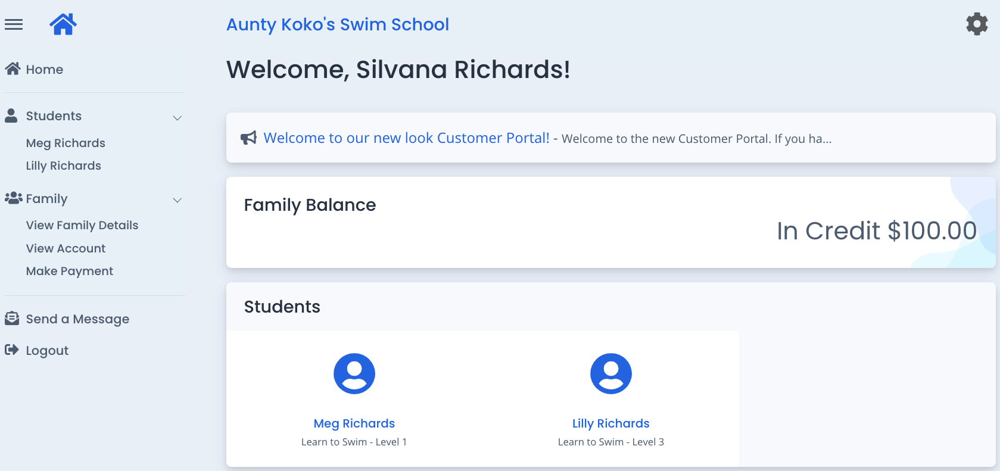 Aunty Koko's Swim School
Home
Students
Meg Richards
Lilly Richards
Family
View Family Details
View Account
Make Payment
Send a Message
Logout
Welcome, Silvana Richards!
Welcome to our new look Customer Portal! - Welcome to the new Customer Portal. If you ha...
Family Balance
In Credit $100.00
Students
Meg Richards
Learn to Swim - Level 1
Lilly Richards
Learn to Swim - Level 3